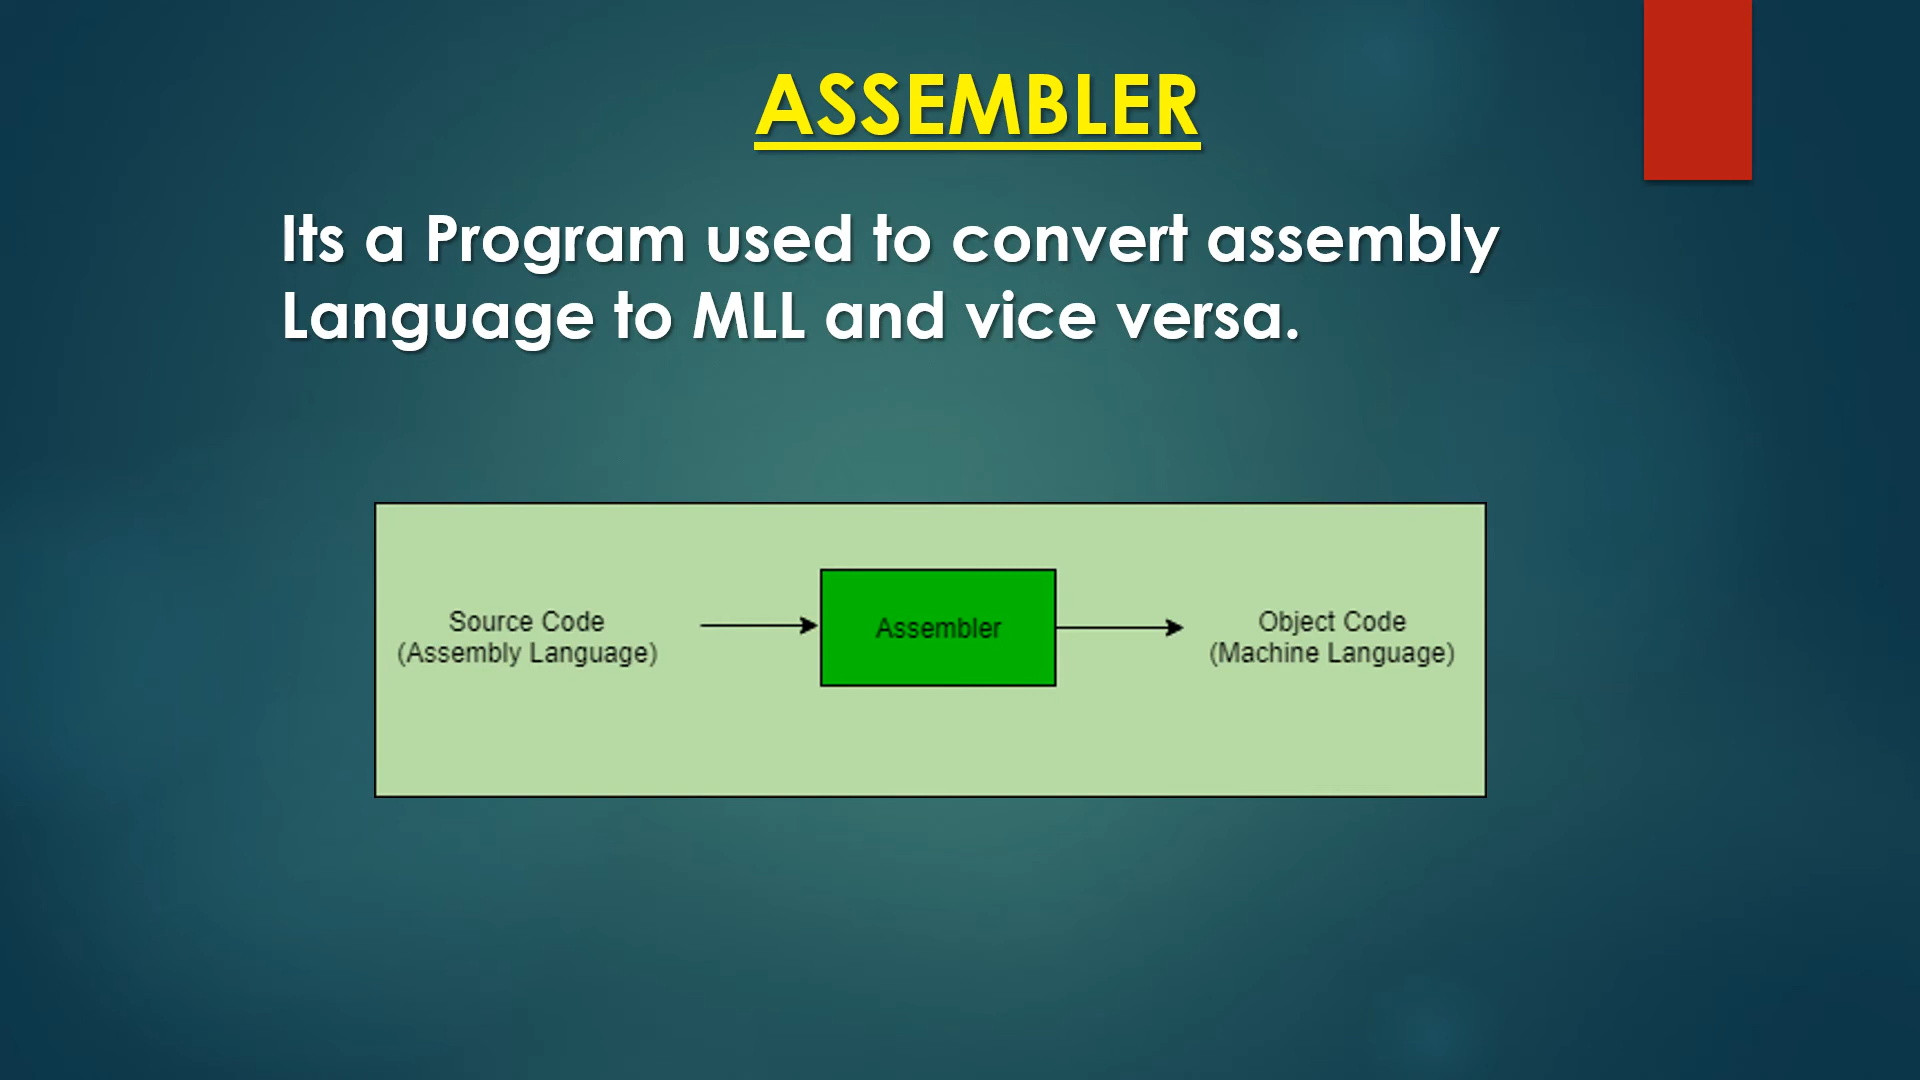 ASSEMBLER
Its a Program used to convert assembly
Language to MLL and vice versa.
Source Code
(Assembly Language)
Assembler
Object Code
(Machine Language)